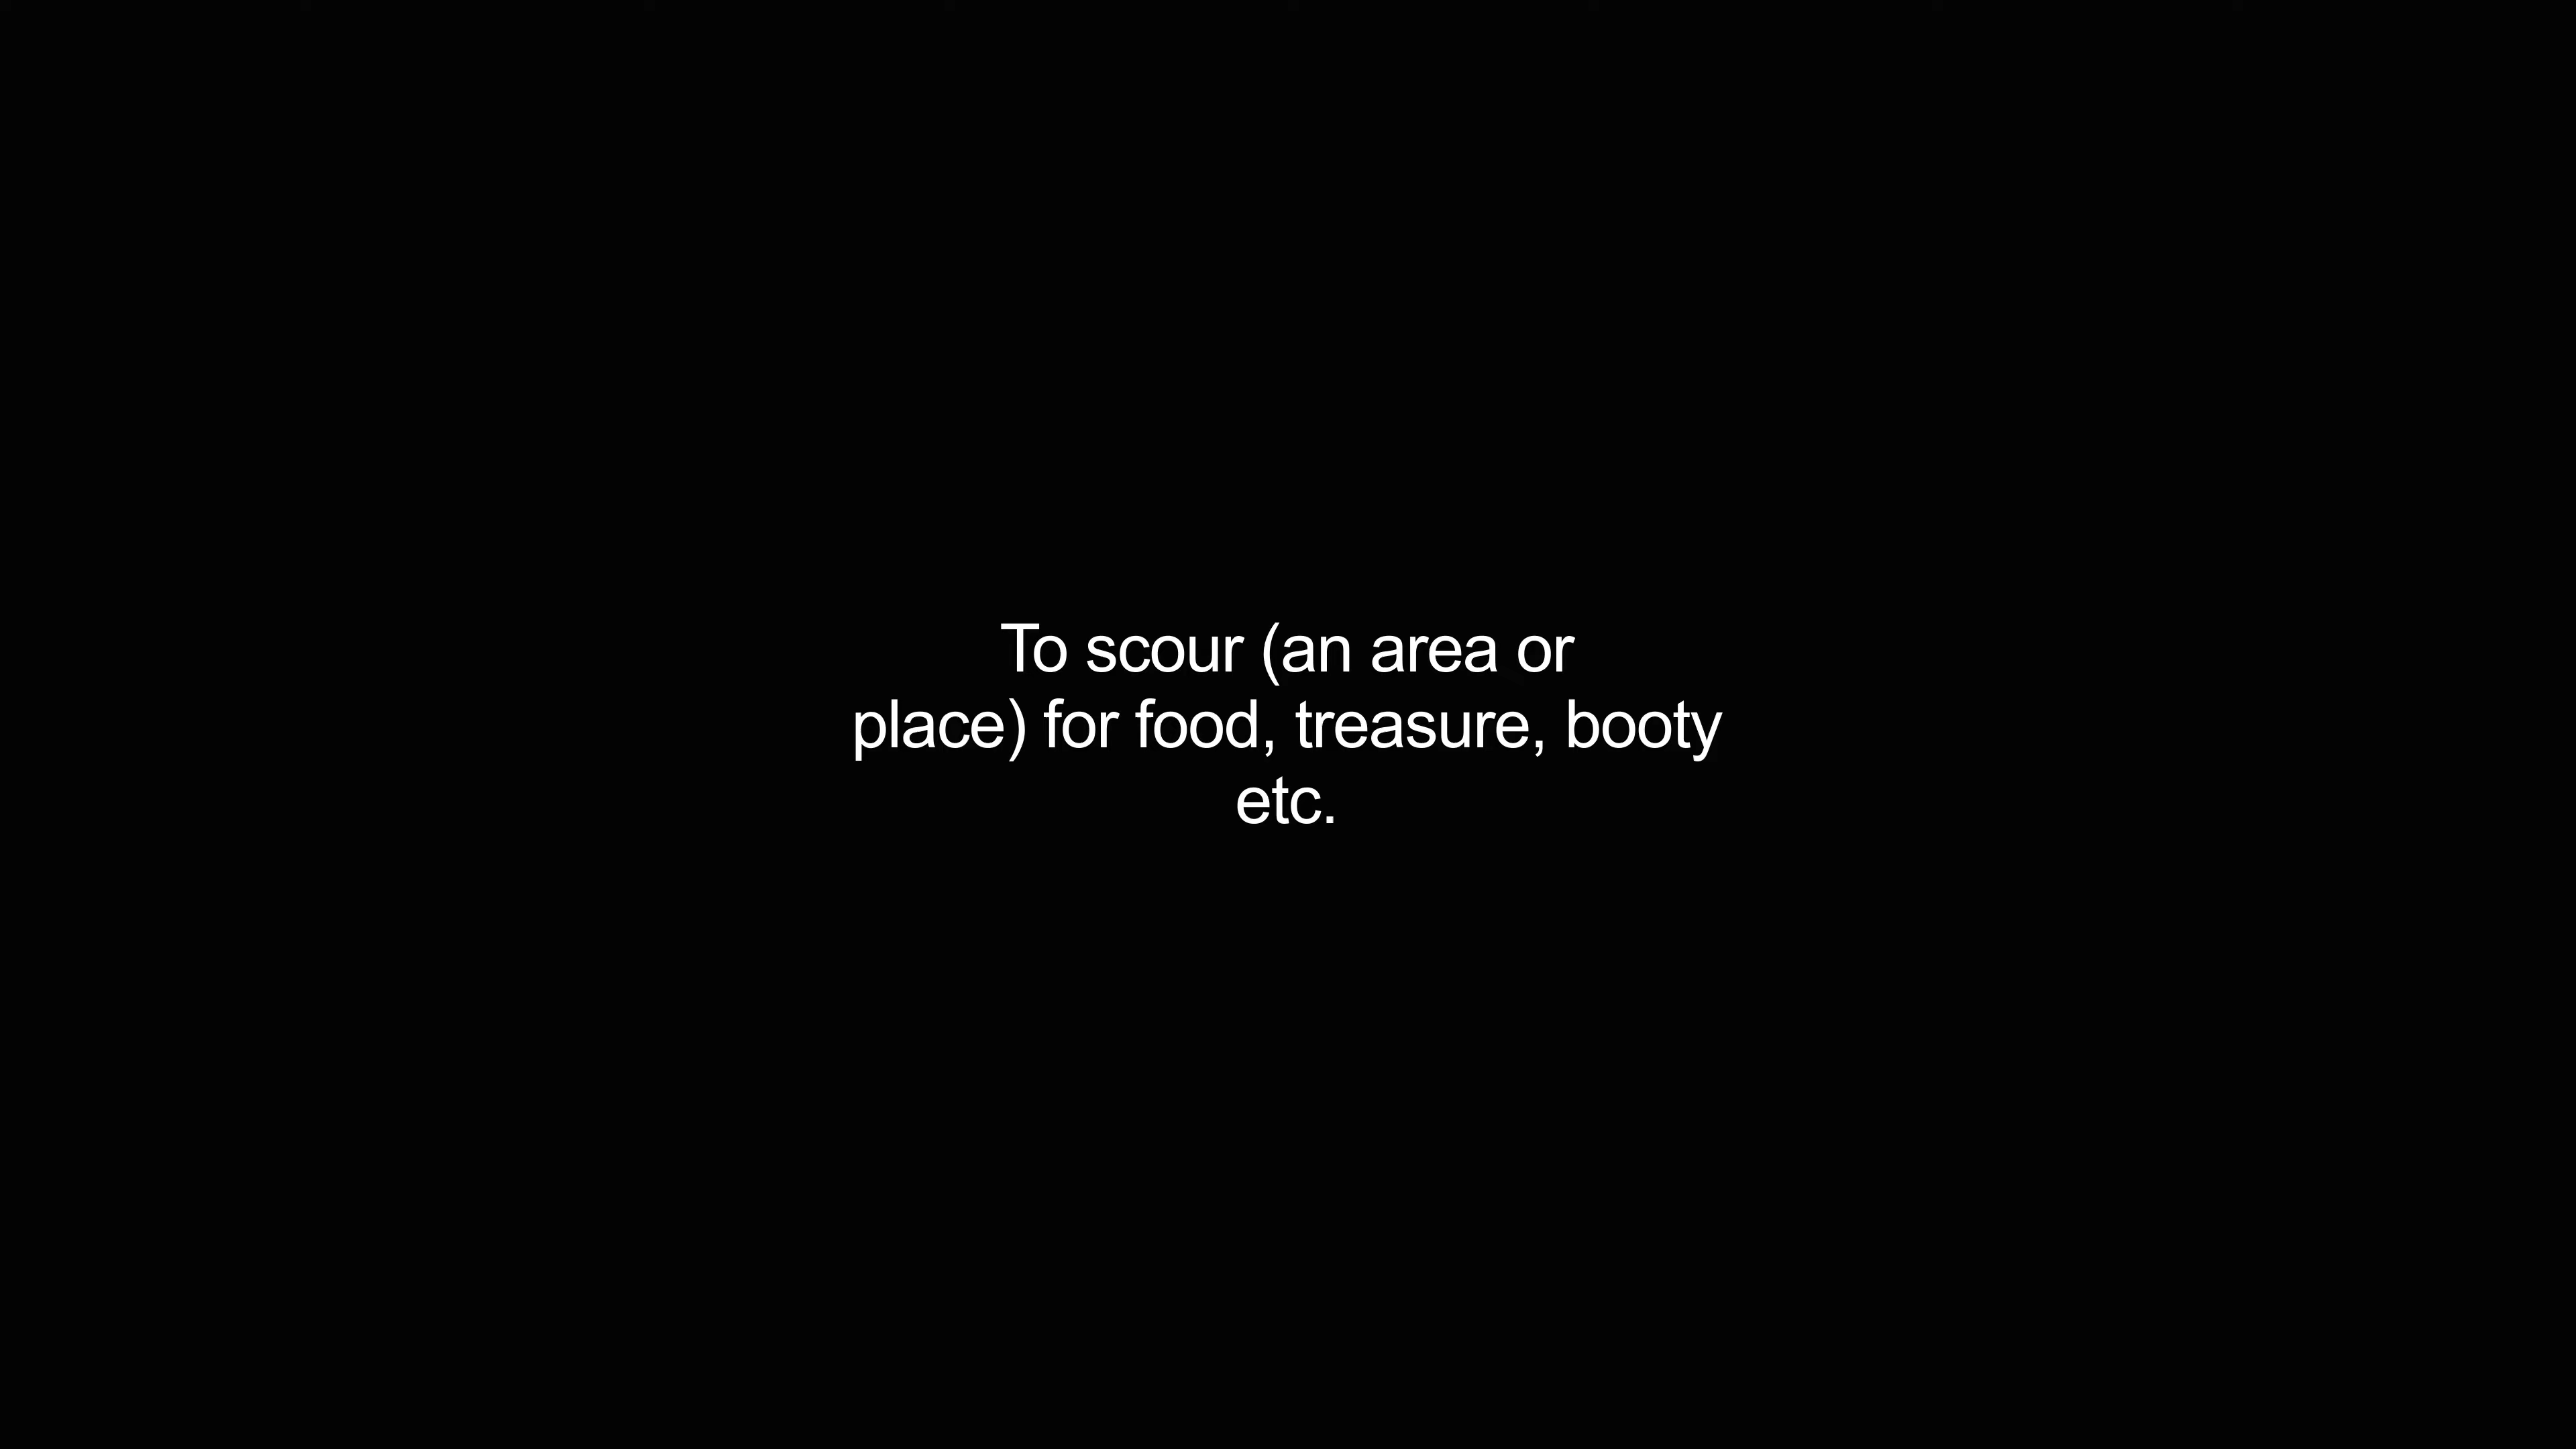 To scour (an area or
place) for food, treasure, booty
etc.